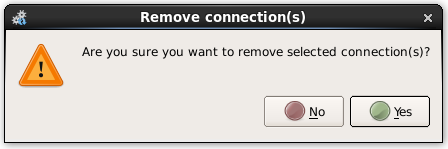 Remove connection(s)
Are you sure you want to remove selected connection(s)?
No
Yes